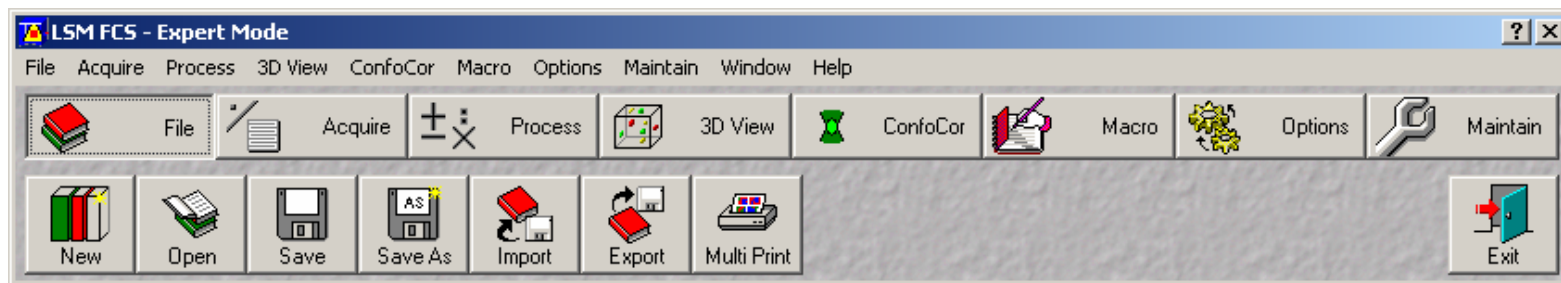 LSM FCS - Expert Mode
File Acquire Process 3D View ConfoCor Macro Options Maintain Window Help
File Acquire Process 3D View ConfoCor Macro Options Maintain
AS
New Open Save Save As Import Export Multi Print Exit